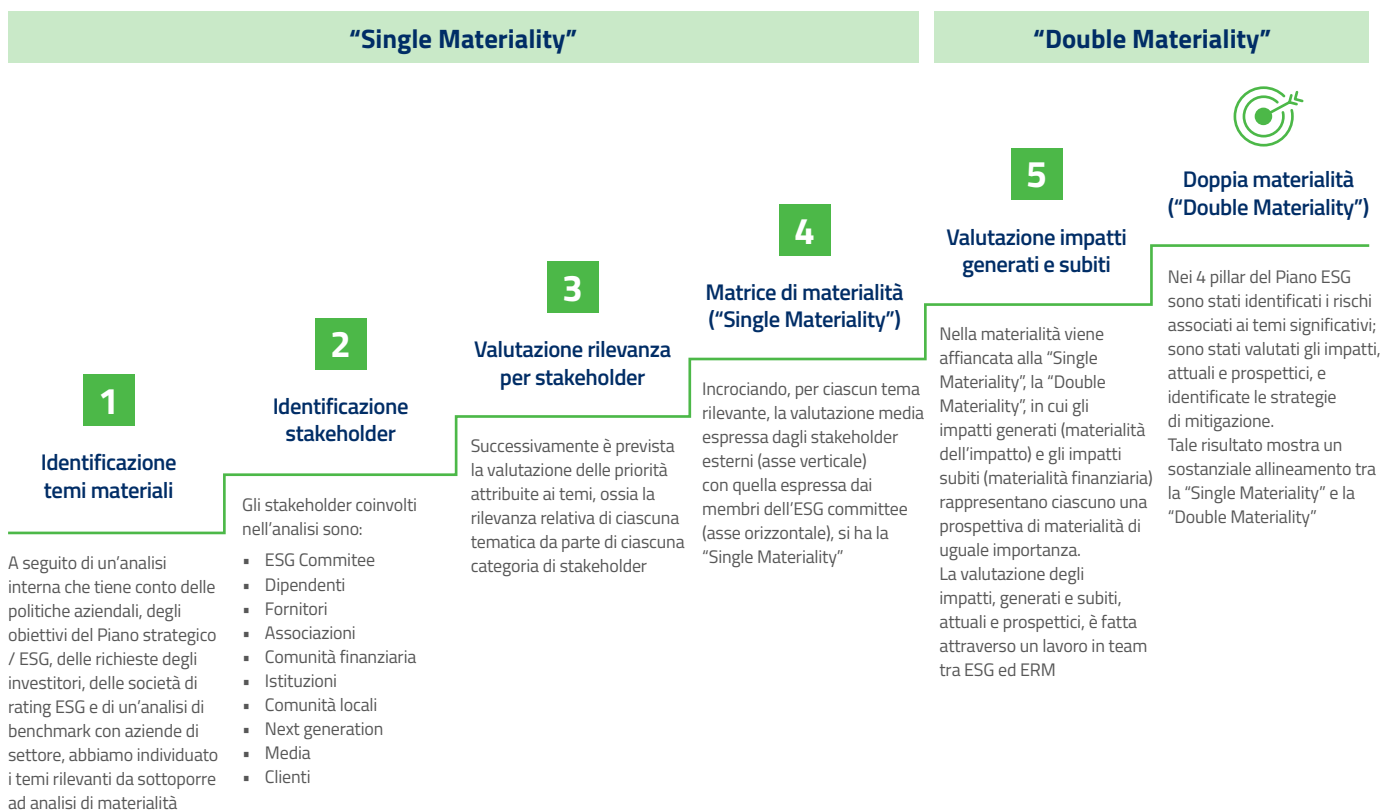 “Single Materiality”
“Double Materiality”
1
Identificazione
temi materiali
A seguito di un’analisi
interna che tiene conto delle
politiche aziendali, degli
obiettivi del Piano strategico
/ ESG, delle richieste degli
investitori, delle società di
rating ESG e di un’analisi di
benchmark con aziende di
settore, abbiamo individuato
i temi rilevanti da sottoporre
ad analisi di materialità
2
Identificazione
stakeholder
Gli stakeholder coinvolti
nell’analisi sono:
▪ ESG Commitee
▪ Dipendenti
▪ Fornitori
▪ Associazioni
▪ Comunità finanziaria
▪ Istituzioni
▪ Comunità locali
▪ Next generation
▪ Media
▪ Clienti
3
Valutazione rilevanza
per stakeholder
Successivamente è prevista
la valutazione delle priorità
attribuite ai temi, ossia la
rilevanza relativa di ciascuna
tematica da parte di ciascuna
categoria di stakeholder
4
Matrice di materialità
(“Single Materiality”)
Incrociando, per ciascun tema
rilevante, la valutazione media
espressa dagli stakeholder
esterni (asse verticale)
con quella espressa dai
membri dell’ESG committee
(asse orizzontale), si ha la
“Single Materiality”
5
Valutazione impatti
generati e subiti
Nella materialità viene
affiancata alla “Single
Materiality”, la “Double
Materiality”, in cui gli
impatti generati (materialità
dell’impatto) e gli impatti
subiti (materialità finanziaria)
rappresentano ciascuno una
prospettiva di materialità di
uguale importanza.
La valutazione degli
impatti, generati e subiti,
attuali e prospettici, è fatta
attraverso un lavoro in team
tra ESG ed ERM
Doppia materialità
(“Double Materiality”)
Nei 4 pillar del Piano ESG
sono stati identificati i rischi
associati ai temi significativi;
sono stati valutati gli impatti,
attuali e prospettici, e
identificate le strategie
di mitigazione.
Tale risultato mostra un
sostanziale allineamento tra
la “Single Materiality” e la
“Double Materiality”